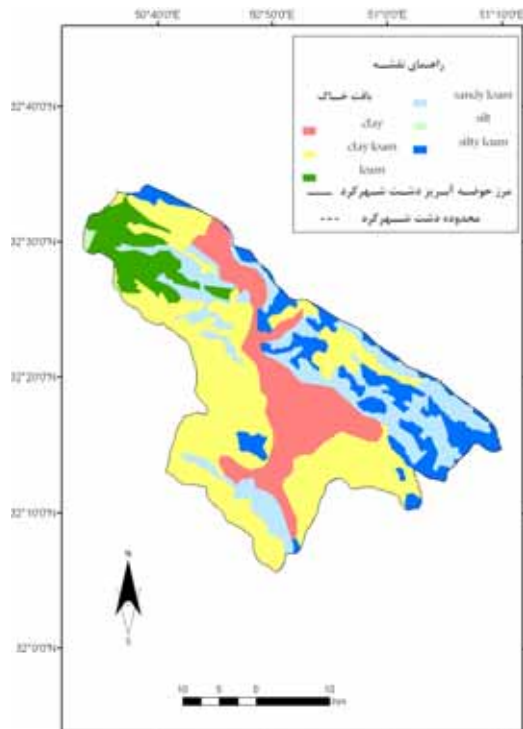 50°40'0"E 50°50'0"E 51°0'0"E 51°10'0"E
32°40'0"N
32°30'0"N
32°20'0"N
32°10'0"N
32°0'0"N
راهنمای نقشه
بافت خاک
clay
clay loam
loam
sandy loam
silt
silty loam
مرز حوضه آبریز دشت شهرکرد
محدوده دشت شهرکرد
N
S
10 5 0 10